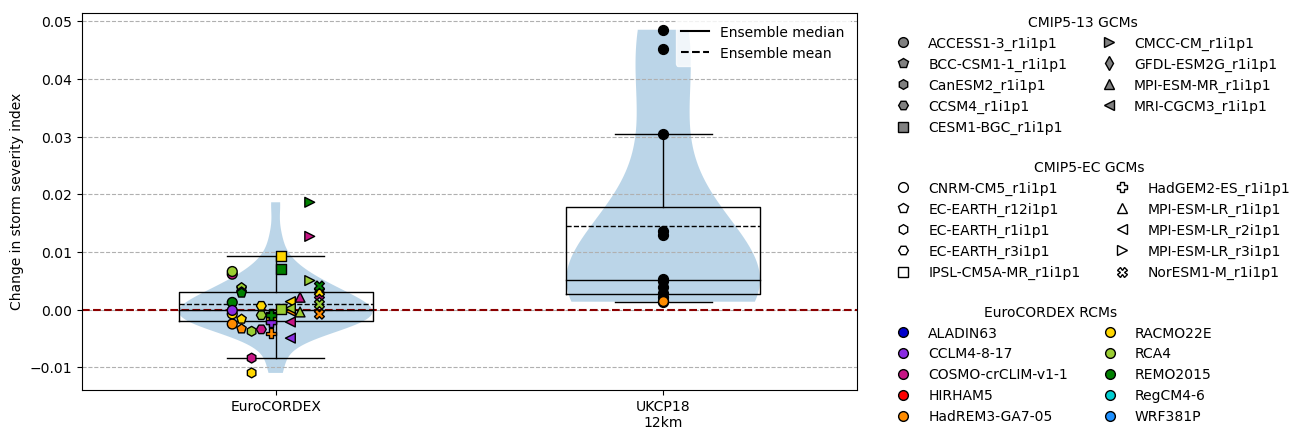 Change in storm severity index
0.05
0.04
0.03
0.02
0.01
0.00
−0.01
EuroCORDEX
UKCP18
12km
Ensemble median
Ensemble mean
CMIP5-13 GCMs
ACCESS1-3_r1i1p1
CMCC-CM_r1i1p1
BCC-CSM1-1_r1i1p1
GFDL-ESM2G_r1i1p1
CanESM2_r1i1p1
MPI-ESM-MR_r1i1p1
CCSM4_r1i1p1
MRI-CGCM3_r1i1p1
CESM1-BGC_r1i1p1
CMIP5-EC GCMs
CNRM-CM5_r1i1p1
HadGEM2-ES_r1i1p1
EC-EARTH_r12i1p1
MPI-ESM-LR_r1i1p1
EC-EARTH_r1i1p1
MPI-ESM-LR_r2i1p1
EC-EARTH_r3i1p1
MPI-ESM-LR_r3i1p1
IPSL-CM5A-MR_r1i1p1
NorESM1-M_r1i1p1
EuroCORDEX RCMs
ALADIN63
RACMO22E
CCLM4-8-17
RCA4
COSMO-crCLIM-v1-1
REMO2015
HIRHAM5
RegCM4-6
HadREM3-GA7-05
WRF381P